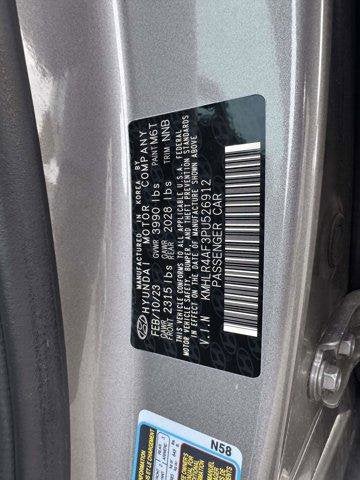 MANUFACTURED IN KOREA BY
HYUNDAI MOTOR COMPANY
FEB/10/23 GVWR 3990 lbs PAINT M6T
GAWR FRONT 2315 lbs GAWR REAR 2028 lbs TRIM NNB
THIS VEHICLE CONFORMS TO ALL APPLICABLE U.S.A. FEDERAL
MOTOR VEHICLE SAFETY, BUMPER, AND THEFT PREVENTION STANDARDS
IN EFFECT ON THE DATE OF MANUFACTURE SHOWN ABOVE.
V.I.N KMHLR4AF3PU526912
PASSENGER CAR
N58